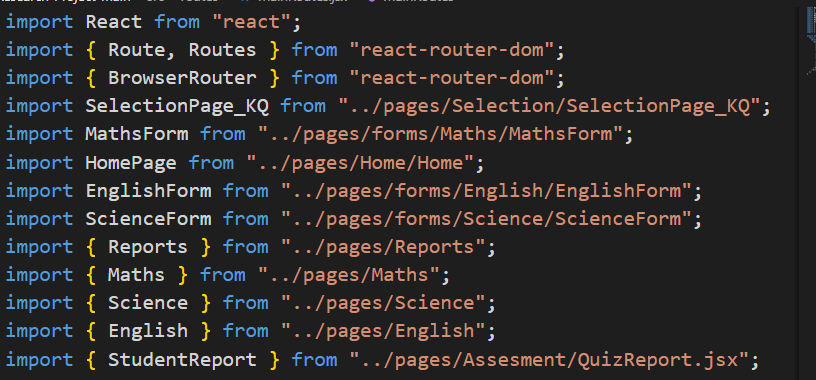 import React from "react";
import { Route, Routes } from "react-router-dom";
import { BrowserRouter } from "react-router-dom";
import SelectionPage_KQ from "../pages/Selection/SelectionPage_KQ";
import MathsForm from "../pages/forms/Maths/MathsForm";
import HomePage from "../pages/Home/Home";
import EnglishForm from "../pages/forms/English/EnglishForm";
import ScienceForm from "../pages/forms/Science/ScienceForm";
import { Reports } from "../pages/Reports";
import { Maths } from "../pages/Maths";
import { Science } from "../pages/Science";
import { English } from "../pages/English";
import { StudentReport } from "../pages/Assesment/QuizReport.jsx";